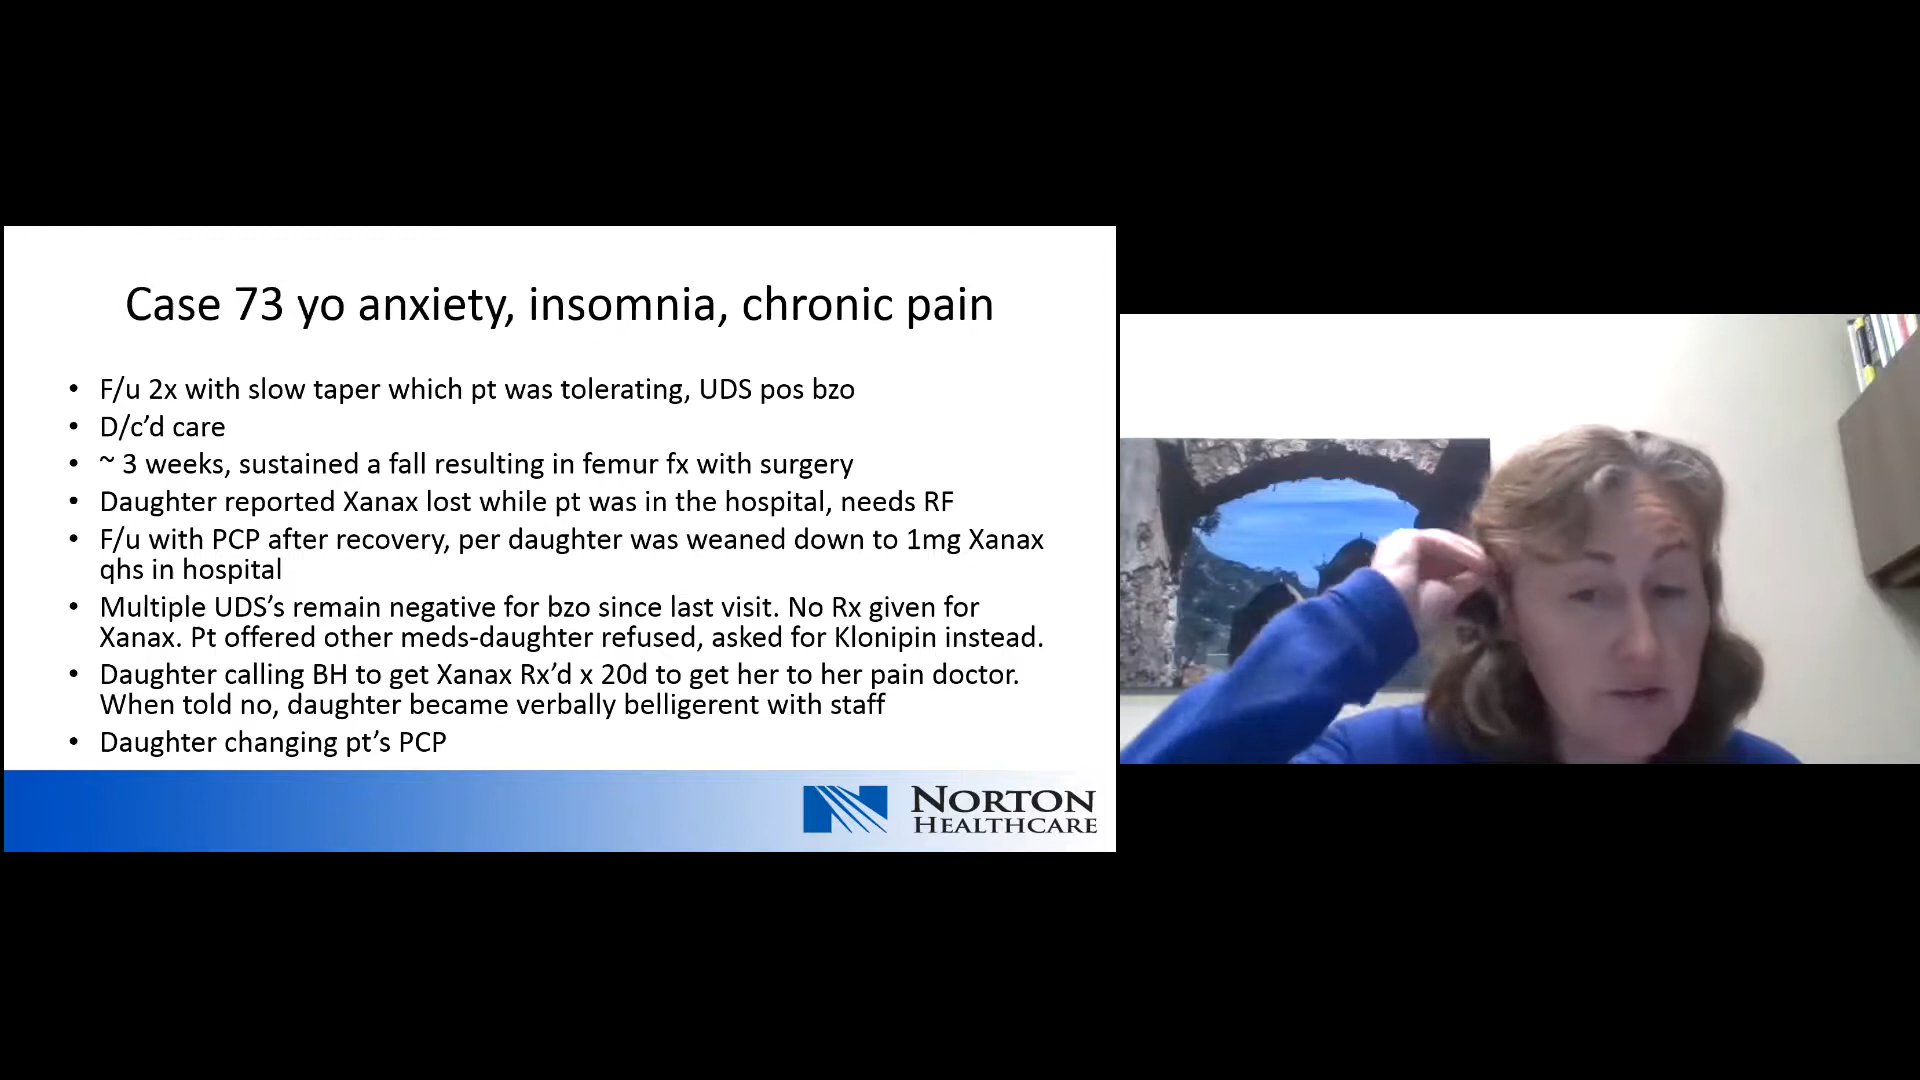 Case 73 yo anxiety, insomnia, chronic pain
• F/u 2x with slow taper which pt was tolerating, UDS pos bzo
• D/c’d care
• ~ 3 weeks, sustained a fall resulting in femur fx with surgery
• Daughter reported Xanax lost while pt was in the hospital, needs RF
• F/u with PCP after recovery, per daughter was weaned down to 1mg Xanax
qhs in hospital
• Multiple UDS’s remain negative for bzo since last visit. No Rx given for
Xanax. Pt offered other meds-daughter refused, asked for Klonipin instead.
• Daughter calling BH to get Xanax Rx’d x 20d to get her to her pain doctor.
When told no, daughter became verbally belligerent with staff
• Daughter changing pt’s PCP
NORTON
HEALTHCARE